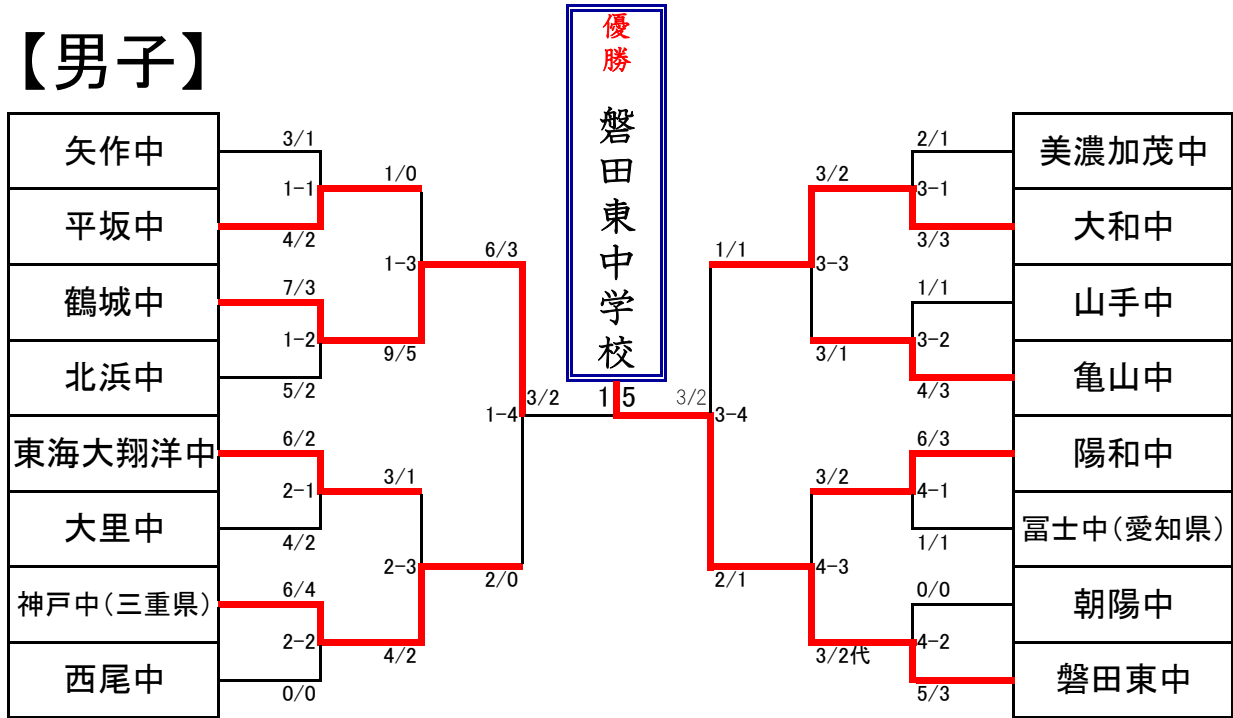 【男子】
優勝 磐田東中学校
矢作中
平坂中
鶴城中
北浜中
東海大翔洋中
大里中
神戸中(三重県)
西尾中
3/1
1-1
4/2
7/3
1-2
5/2
6/2
2-1
4/2
6/4
2-2
0/0
1/0
1-3
9/5
3/1
2-3
4/2
6/3
1-4
2/0
3/2
1 5
3/2
1/1
3-4
2/1
3/2
3-3
3/1
3/2
4-3
3/2代
2/1
3-1
3/3
1/1
3-2
4/3
6/3
4-1
1/1
0/0
4-2
5/3
美濃加茂中
大和中
山手中
亀山中
陽和中
冨士中(愛知県)
朝陽中
磐田東中